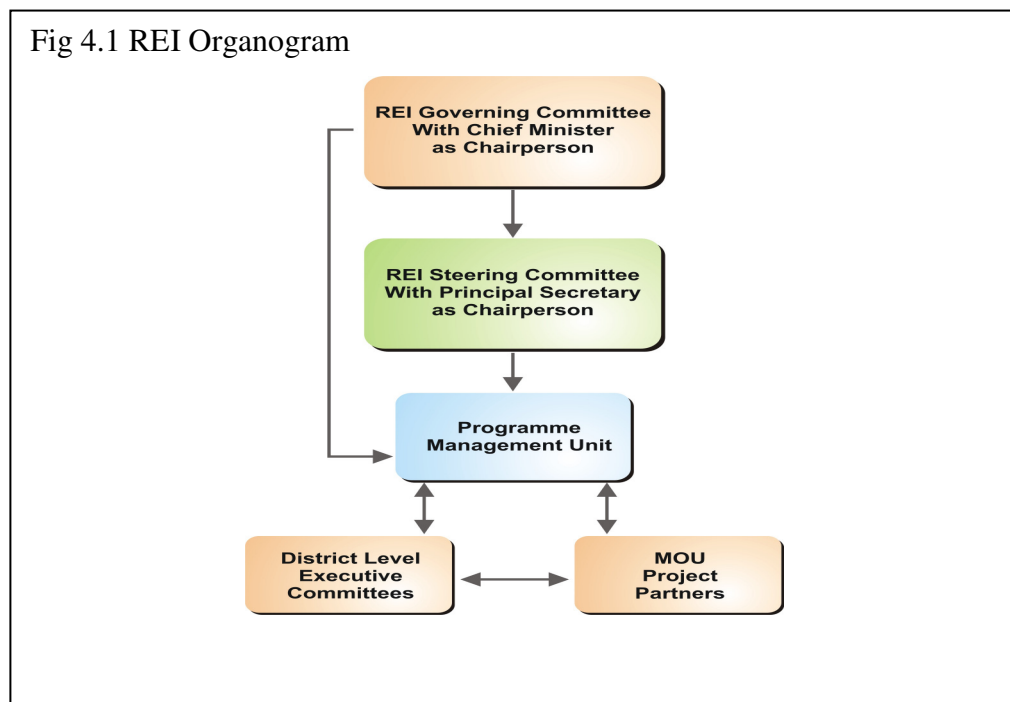 Fig 4.1 REI Organogram
REI Governing Committee
With Chief Minister
as Chairperson
REI Steering Committee
With Principal Secretary
as Chairperson
Programme
Management Unit
District Level
Executive
Committees
MOU
Project
Partners